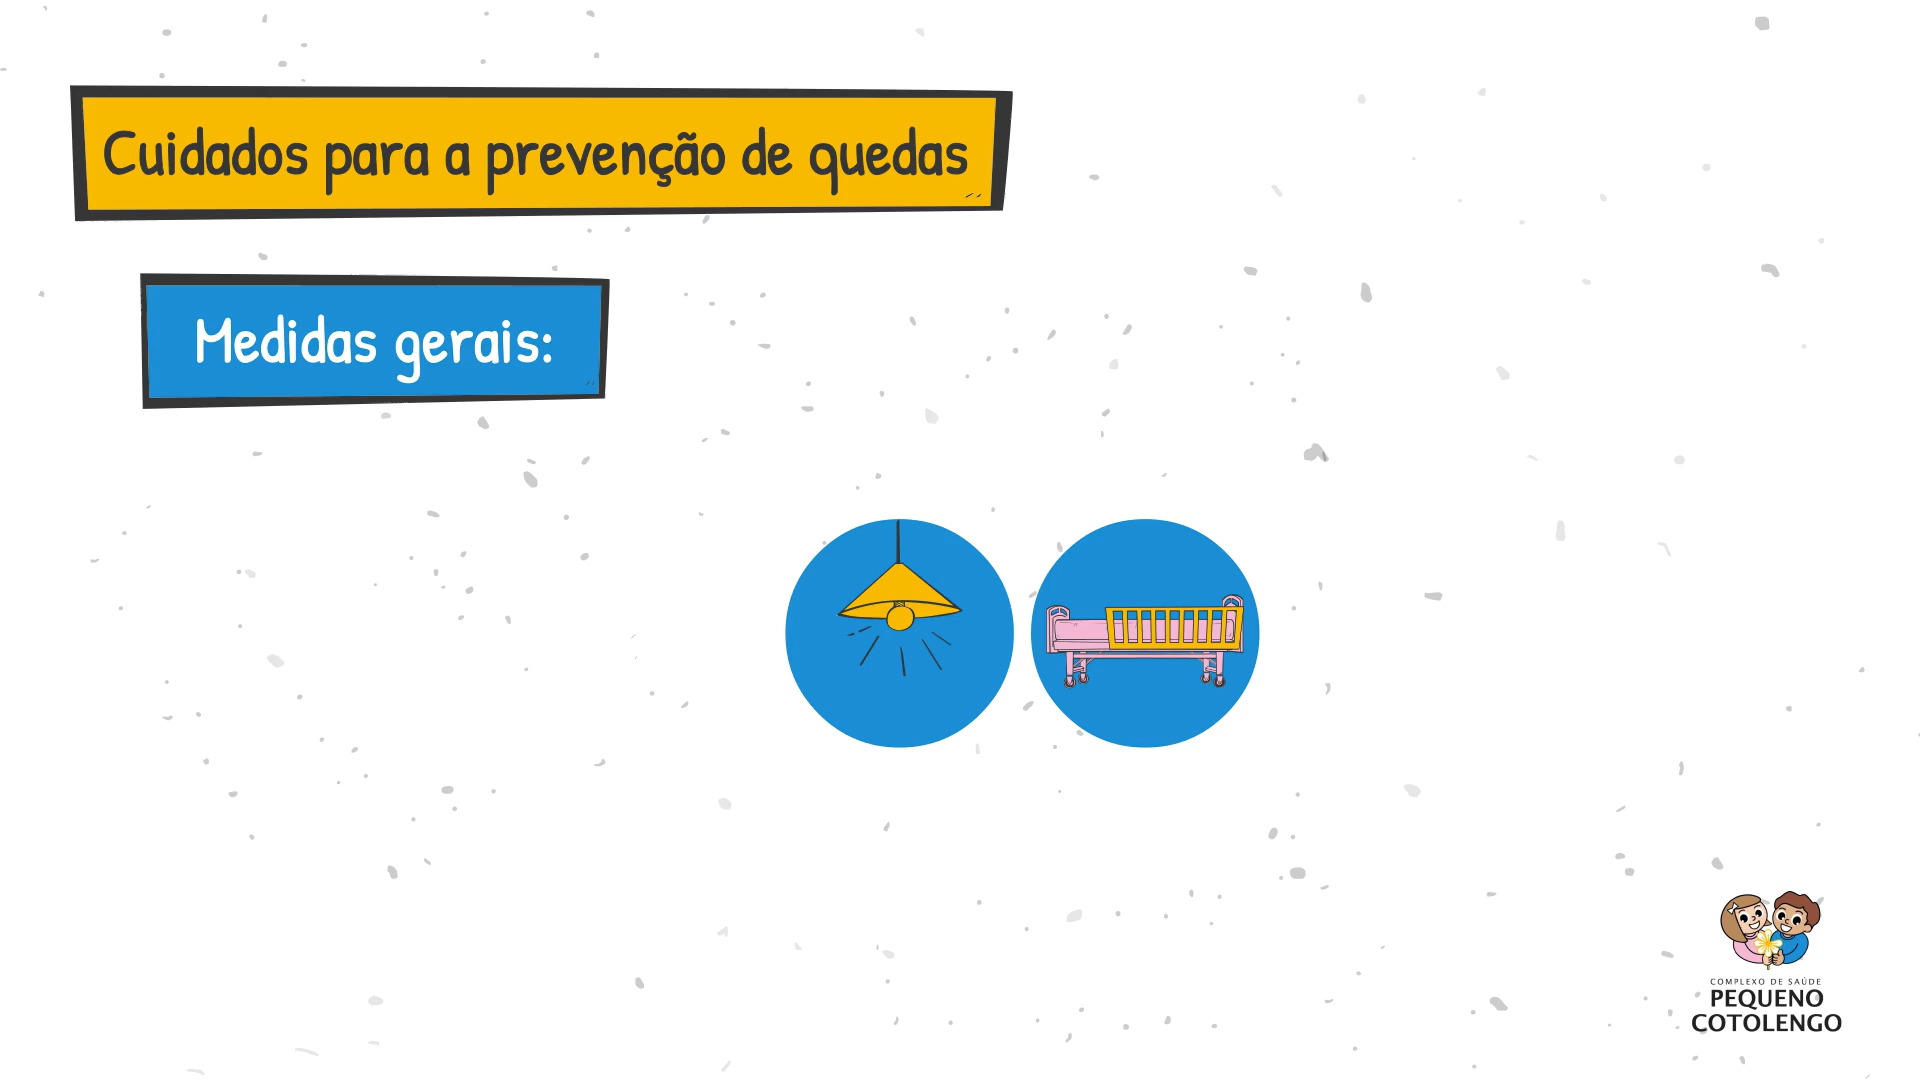 Cuidados para a prevenção de quedas
Medidas gerais:
COMPLEXO DE SAÚDE
PEQUENO
COTOLENGO